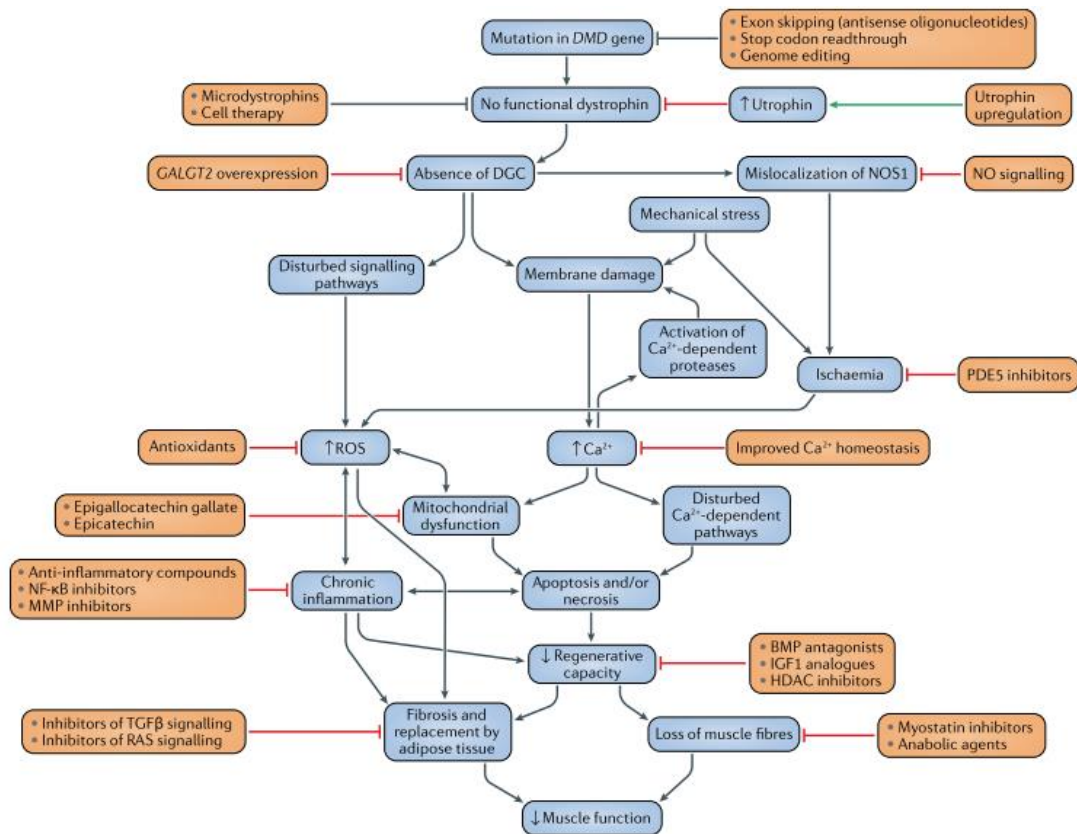 Mutation in DMD gene
• Exon skipping (antisense oligonucleotides)
• Stop codon readthrough
• Genome editing
• Microdystrophins
• Cell therapy
No functional dystrophin
↑Utrophin
Utrophin
upregulation
GALGT2 overexpression
Absence of DGC
Mislocalization of NOS1
NO signalling
Mechanical stress
Disturbed signalling
pathways
Membrane damage
Activation of
Ca²⁺-dependent
proteases
Ischaemia
PDE5 inhibitors
Antioxidants
↑ROS
↑Ca²⁺
Improved Ca²⁺ homeostasis
• Epigallocatechin gallate
• Epicatechin
Mitochondrial
dysfunction
Disturbed
Ca²⁺-dependent
pathways
• Anti-inflammatory compounds
• NF-κB inhibitors
• MMP inhibitors
Chronic
inflammation
Apoptosis and/or
necrosis
↓Regenerative
capacity
• BMP antagonists
• IGF1 analogues
• HDAC inhibitors
• Inhibitors of TGFβ signalling
• Inhibitors of RAS signalling
Fibrosis and
replacement by
adipose tissue
Loss of muscle fibres
• Myostatin inhibitors
• Anabolic agents
↓Muscle function